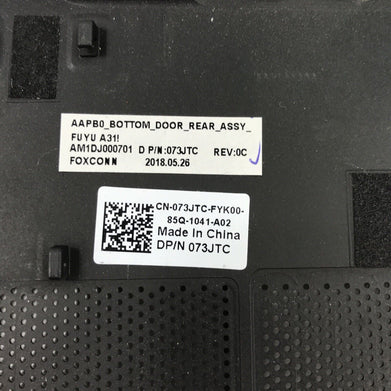 AAPB0_BOTTOM_DOOR_REAR_ASSY_
FUYU A31!
AM1DJ000701 D P/N:073JTC REV:0C
FOXCONN 2018.05.26
CN-073JTC-FYK00-
85Q-1041-A02
Made In China
DP/N 073JTC